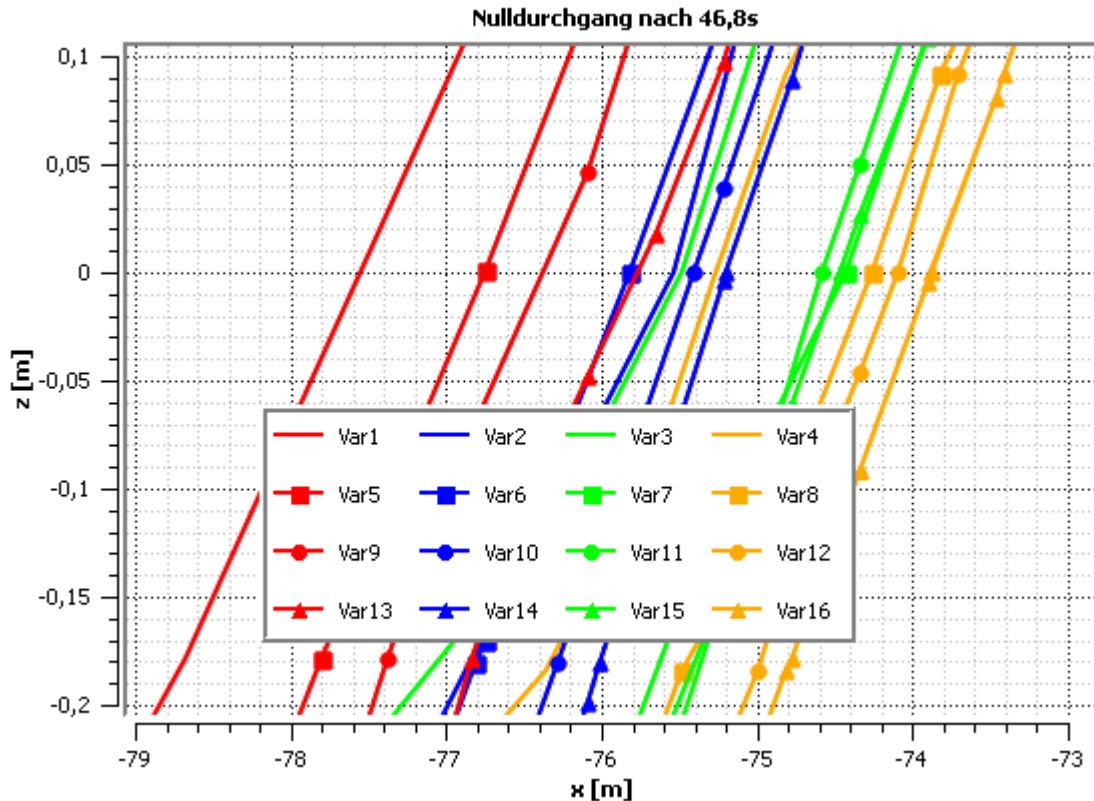 Nulldurchgang nach 46,8s
0,1
0,05
0
-0,05
-0,1
-0,15
-0,2
z [m]
Var1 Var2 Var3 Var4
Var5 Var6 Var7 Var8
Var9 Var10 Var11 Var12
Var13 Var14 Var15 Var16
-79 -78 -77 -76 -75 -74 -73
x [m]